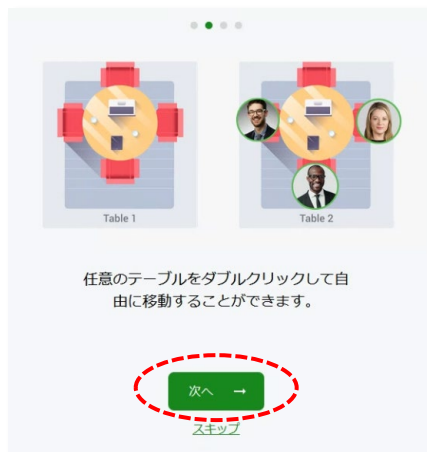 Table 1
Table 2
任意のテーブルをダブルクリックして自
由に移動することができます。
次へ →
スキップ